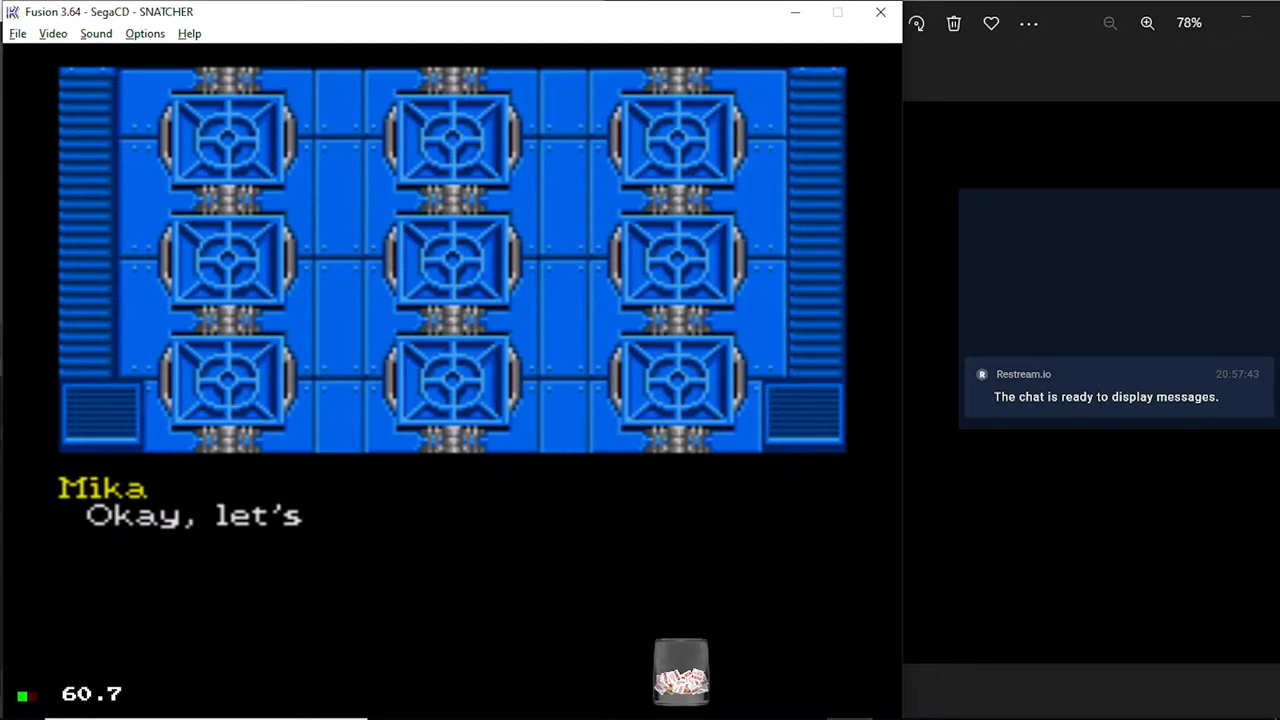 Fusion 3.64 - SegaCD - SNATCHER
File Video Sound Options Help
78%
R Restream.io 20:57:43
The chat is ready to display messages.
Mika
Okay, let's
60.7